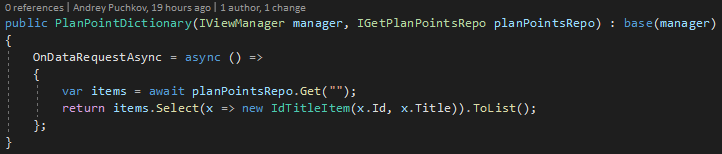 0 references | Andrey Puchkov, 19 hours ago | 1 author, 1 change
public PlanPointDictionary(IViewManager manager, IGetPlanPointsRepo planPointsRepo) : base(manager)
{
    OnDataRequestAsync = async () =>
    {
        var items = await planPointsRepo.Get("");
        return items.Select(x => new IdTitleItem(x.Id, x.Title)).ToList();
    };
}